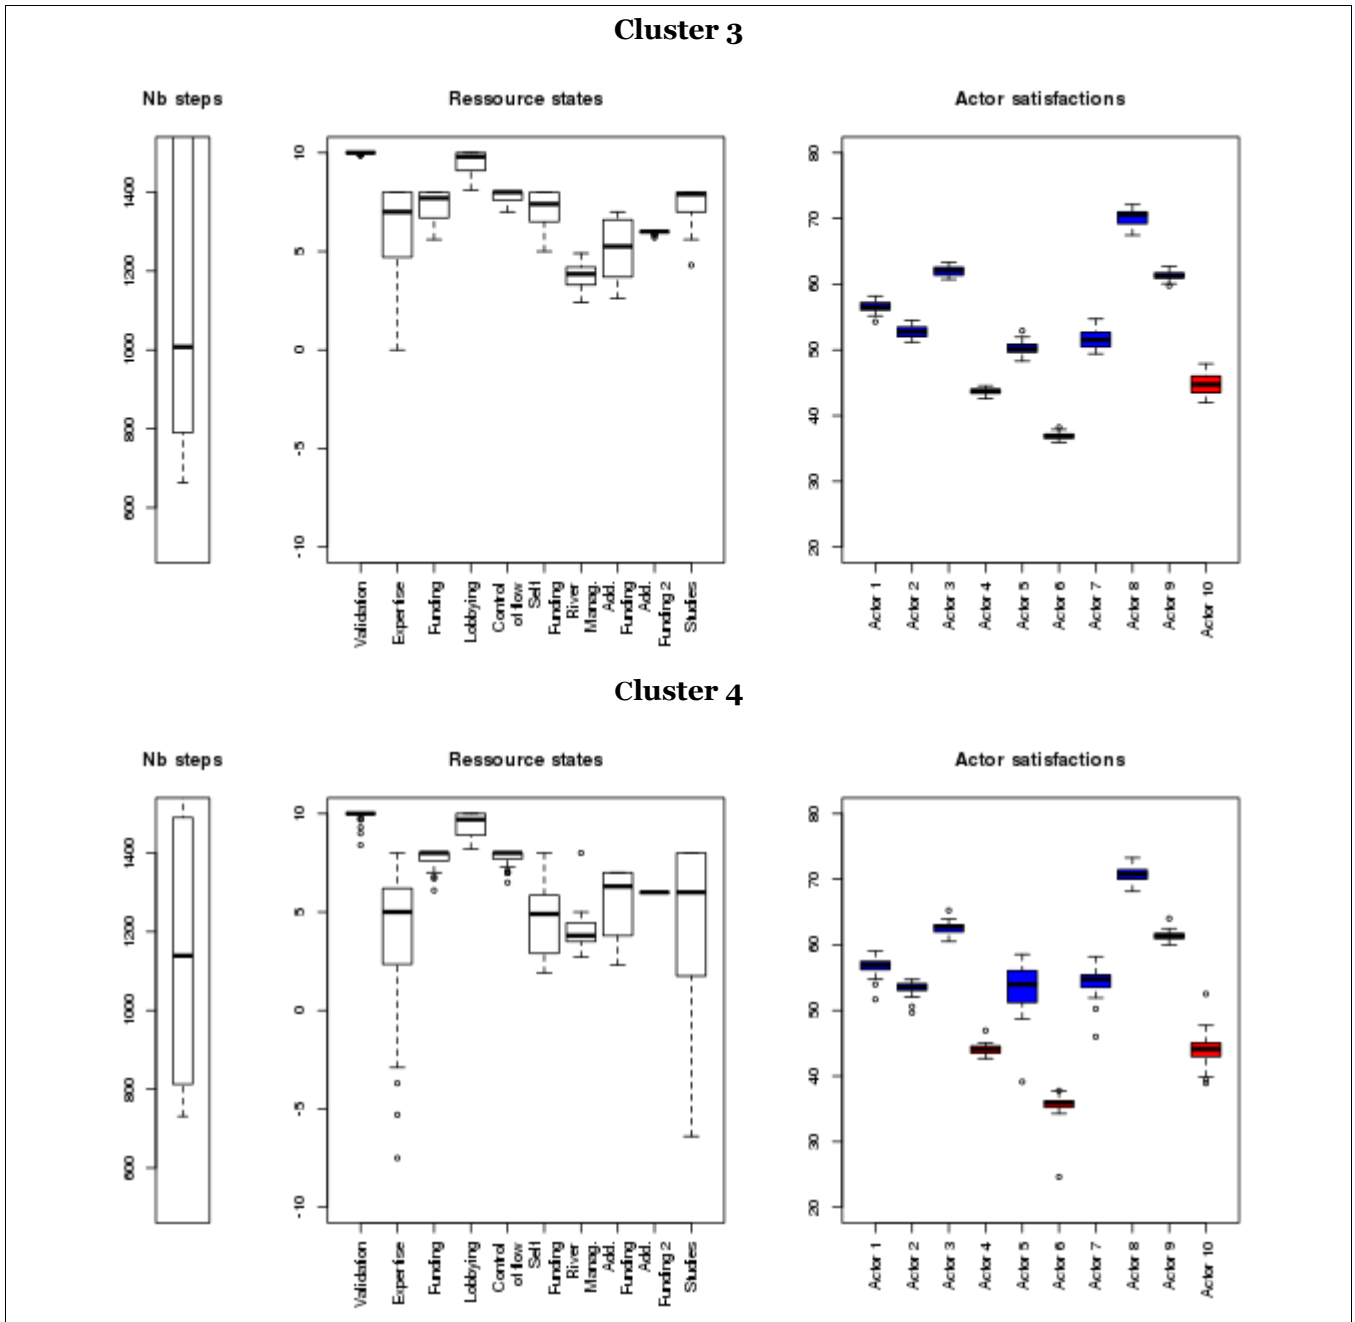 Cluster 3
Nb steps
Ressource states
Actor satisfactions
1400
1200
1000
800
600
10
5
0
-5
-10
Validation
Expertise
Funding
Lobbying
Control
of flow
Self
Funding
River
Manag.
Add.
Funding
Add.
Funding 2
Studies
80
70
60
50
40
30
20
Actor 1
Actor 2
Actor 3
Actor 4
Actor 5
Actor 6
Actor 7
Actor 8
Actor 9
Actor 10
Cluster 4
Nb steps
Ressource states
Actor satisfactions
1400
1200
1000
800
600
10
5
0
-5
-10
Validation
Expertise
Funding
Lobbying
Control
of flow
Self
Funding
River
Manag.
Add.
Funding
Add.
Funding 2
Studies
80
70
60
50
40
30
20
Actor 1
Actor 2
Actor 3
Actor 4
Actor 5
Actor 6
Actor 7
Actor 8
Actor 9
Actor 10